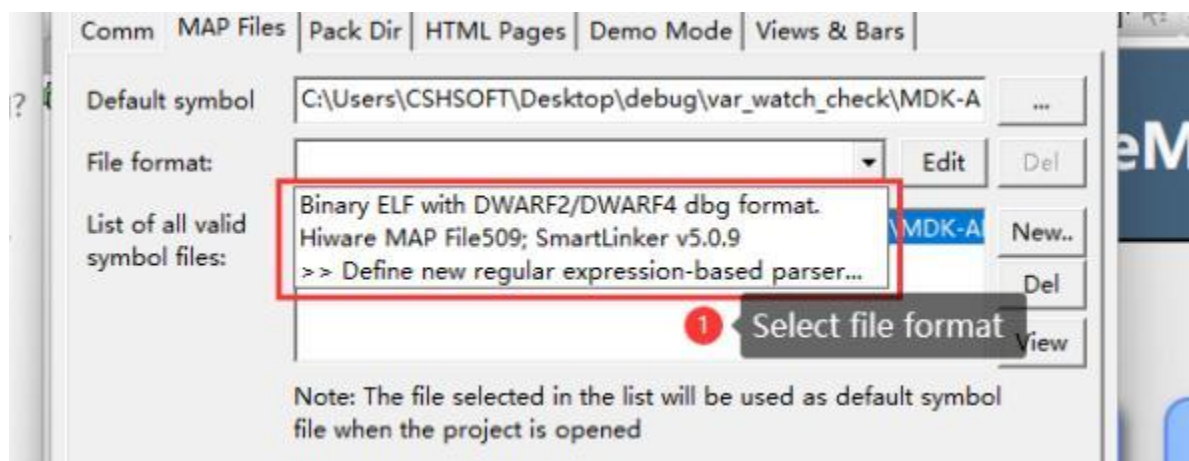 Comm MAP Files Pack Dir HTML Pages Demo Mode Views & Bars
?
Default symbol C:\Users\CSHSOFT\Desktop\debug\var_watch_check\MDK-A ...
eM
File format: Edit Del
Binary ELF with DWARF2/DWARF4 dbg format.
List of all valid Hiware MAP File509; SmartLinker v5.0.9 \MDK-A New..
symbol files: >> Define new regular expression-based parser...
Del
1 Select file format
View
Note: The file selected in the list will be used as default symbol
file when the project is opened